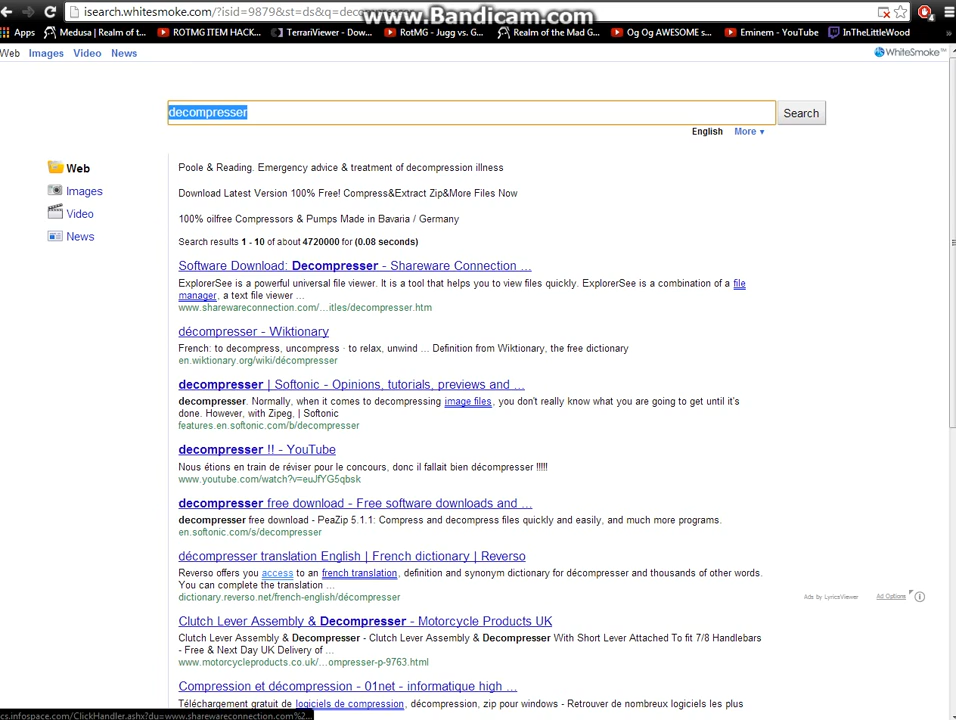 isearch.whitesmoke.com/?isid=9879&st=ds&q=deco
www.Bandicam.com
Apps Medusa | Realm of t... ROTMG ITEM HACK... TerrariViewer - Dow... RotMG - Jugg vs. G... Realm of the Mad G... Og Og AWESOME s... Eminem - YouTube InTheLittleWood »
Web Images Video News
WhiteSmoke
decompresser
Search
English More ▼
Web
Images
Video
News
Poole & Reading. Emergency advice & treatment of decompression illness
Download Latest Version 100% Free! Compress&Extract Zip&More Files Now
100% oilfree Compressors & Pumps Made in Bavaria / Germany
Search results 1 - 10 of about 4720000 for (0.08 seconds)
Software Download: Decompresser - Shareware Connection ...
ExplorerSee is a powerful universal file viewer. It is a tool that helps you to view files quickly. ExplorerSee is a combination of a file
manager, a text file viewer ...
www.sharewareconnection.com/...itles/decompresser.htm
décompresser - Wiktionary
French: to decompress, uncompress · to relax, unwind ... Definition from Wiktionary, the free dictionary
en.wiktionary.org/wiki/décompresser
decompresser | Softonic - Opinions, tutorials, previews and ...
decompresser. Normally, when it comes to decompressing image files, you don't really know what you are going to get until it's
done. However, with Zipeg, | Softonic
features.en.softonic.com/b/decompresser
decompresser !! - YouTube
Nous étions en train de réviser pour le concours, donc il fallait bien décompresser !!!!!
www.youtube.com/watch?v=euJfYG5qbsk
decompresser free download - Free software downloads and ...
decompresser free download - PeaZip 5.1.1: Compress and decompress files quickly and easily, and much more programs.
en.softonic.com/s/decompresser
décompresser translation English | French dictionary | Reverso
Reverso offers you access to an french translation, definition and synonym dictionary for décompresser and thousands of other words.
You can complete the translation ...
dictionary.reverso.net/french-english/décompresser
Ads by LyricsViewer Ad Options
Clutch Lever Assembly & Decompresser - Motorcycle Products UK
Clutch Lever Assembly & Decompresser - Clutch Lever Assembly & Decompresser With Short Lever Attached To fit 7/8 Handlebars
- Free & Next Day UK Delivery of ...
www.motorcycleproducts.co.uk/...ompresser-p-9763.html
Compression et décompression - 01net - informatique high ...
Téléchargement gratuit de logiciels de compression, décompression, zip pour windows - Retrouver de nombreux logiciels les plus
cs.infospace.com/ClickHandler.ashx?du=www.sharewareconnection.com%2...